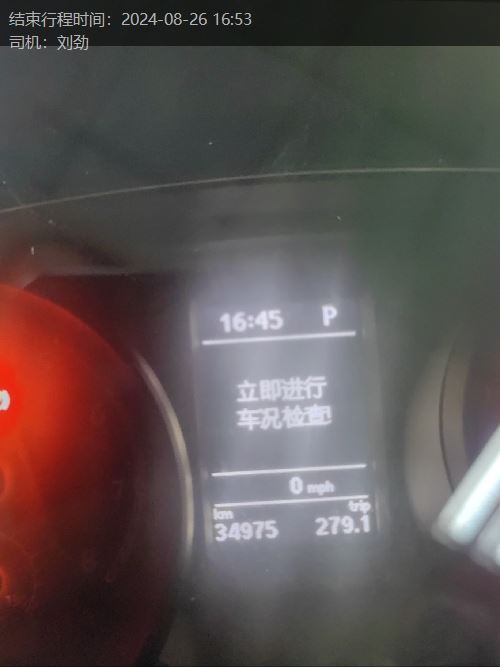 结束行程时间：2024-08-26 16:53
司机：刘劲
16:45 P
立即进行
车况检查!
0 mph
km trip
34975 279.1